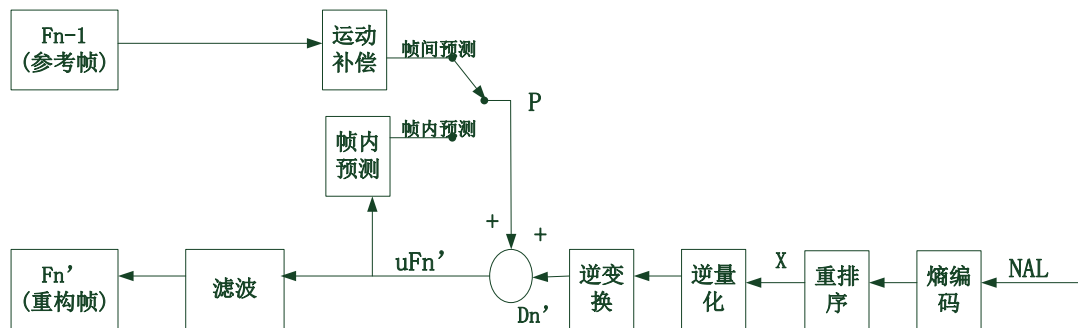 Fn-1
(参考帧)
运动
补偿
帧间预测
P
帧内
预测
帧内预测
+
+
Fn’
(重构帧)
滤波
uFn’
Dn’
逆变
换
逆量
化
X
重排
序
熵编
码
NAL